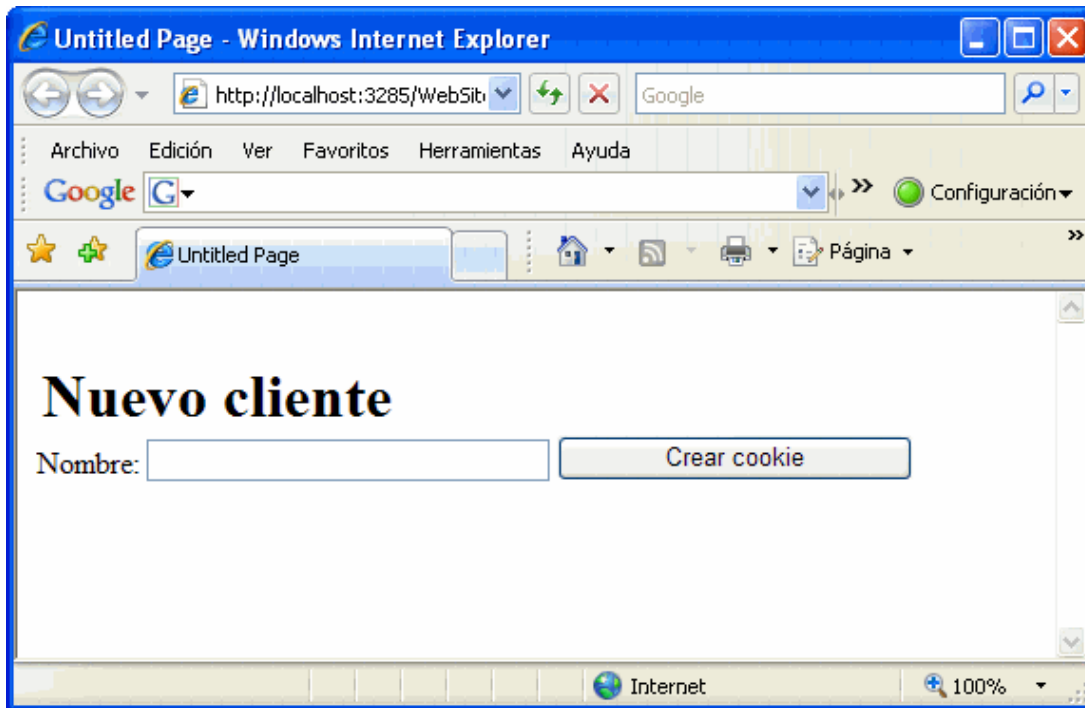 Untitled Page - Windows Internet Explorer
http://localhost:3285/WebSit Google
Archivo Edición Ver Favoritos Herramientas Ayuda
Google G Configuración
Untitled Page Página
Nuevo cliente
Nombre: Crear cookie
Internet 100%